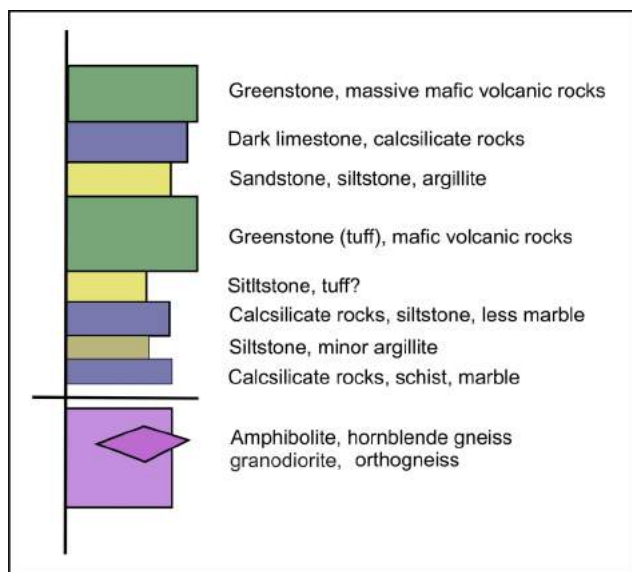 Greenstone, massive mafic volcanic rocks
Dark limestone, calcsilicate rocks
Sandstone, siltstone, argillite
Greenstone (tuff), mafic volcanic rocks
Sitltstone, tuff?
Calcsilicate rocks, siltstone, less marble
Siltstone, minor argillite
Calcsilicate rocks, schist, marble
Amphibolite, hornblende gneiss
granodiorite, orthogneiss